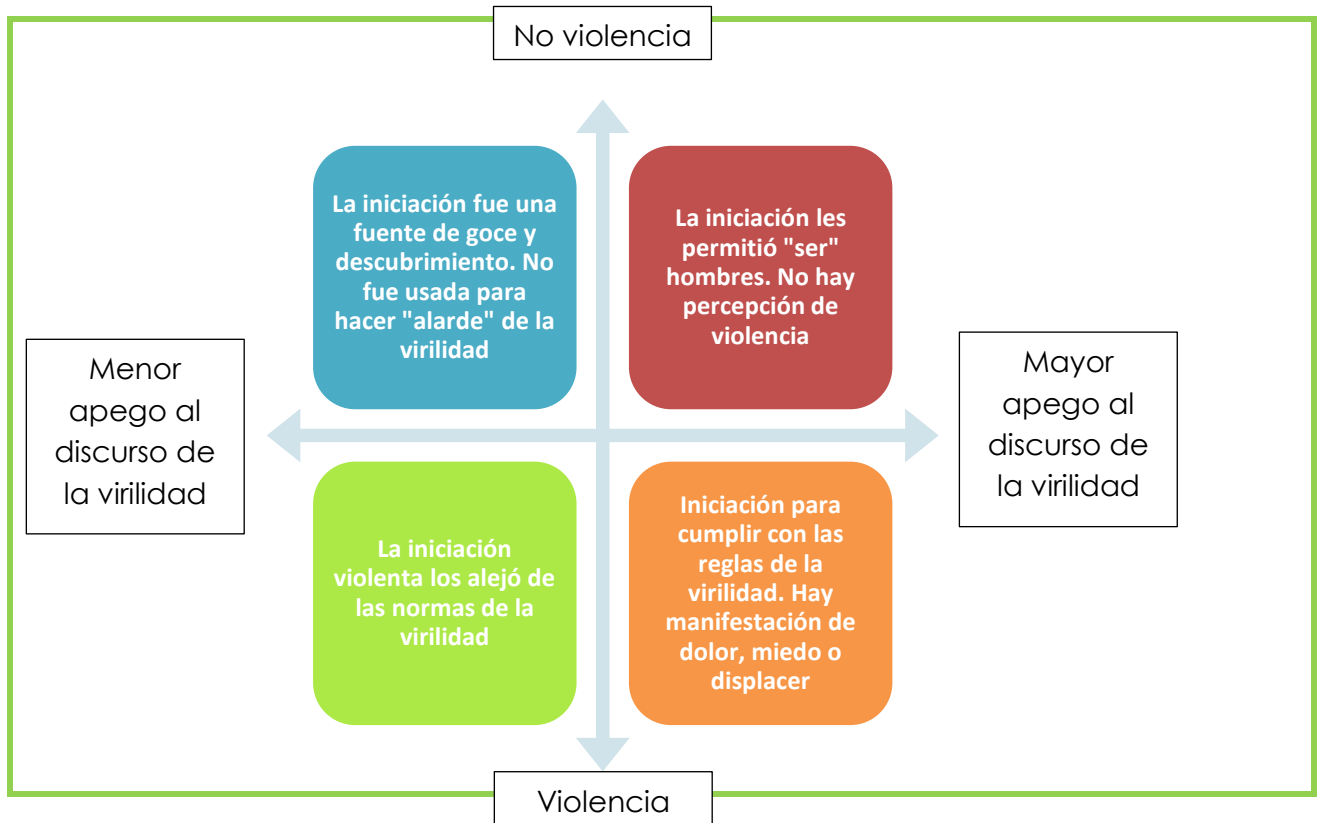 No violencia
La iniciación fue una
fuente de goce y
descubrimiento. No
fue usada para
hacer "alarde" de la
virilidad
La iniciación les
permitió "ser"
hombres. No hay
percepción de
violencia
Menor
apego al
discurso de
la virilidad
Mayor
apego al
discurso de
la virilidad
La iniciación
violenta los alejó de
las normas de la
virilidad
Iniciación para
cumplir con las
reglas de la
virilidad. Hay
manifestación de
dolor, miedo o
displacer
Violencia